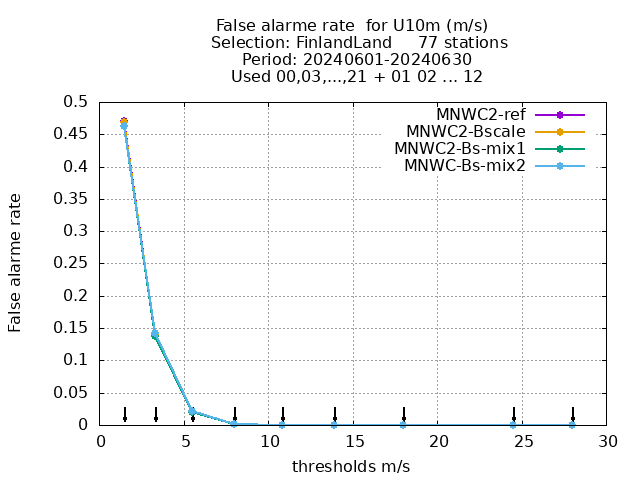 False alarme rate  for U10m (m/s)
Selection: FinlandLand     77 stations
Period: 20240601-20240630
Used 00,03,...,21 + 01 02 ... 12
MNWC2-ref
MNWC2-Bscale
MNWC2-Bs-mix1
MNWC-Bs-mix2
False alarme rate
0.5
0.45
0.4
0.35
0.3
0.25
0.2
0.15
0.1
0.05
0
0 5 10 15 20 25 30
thresholds m/s